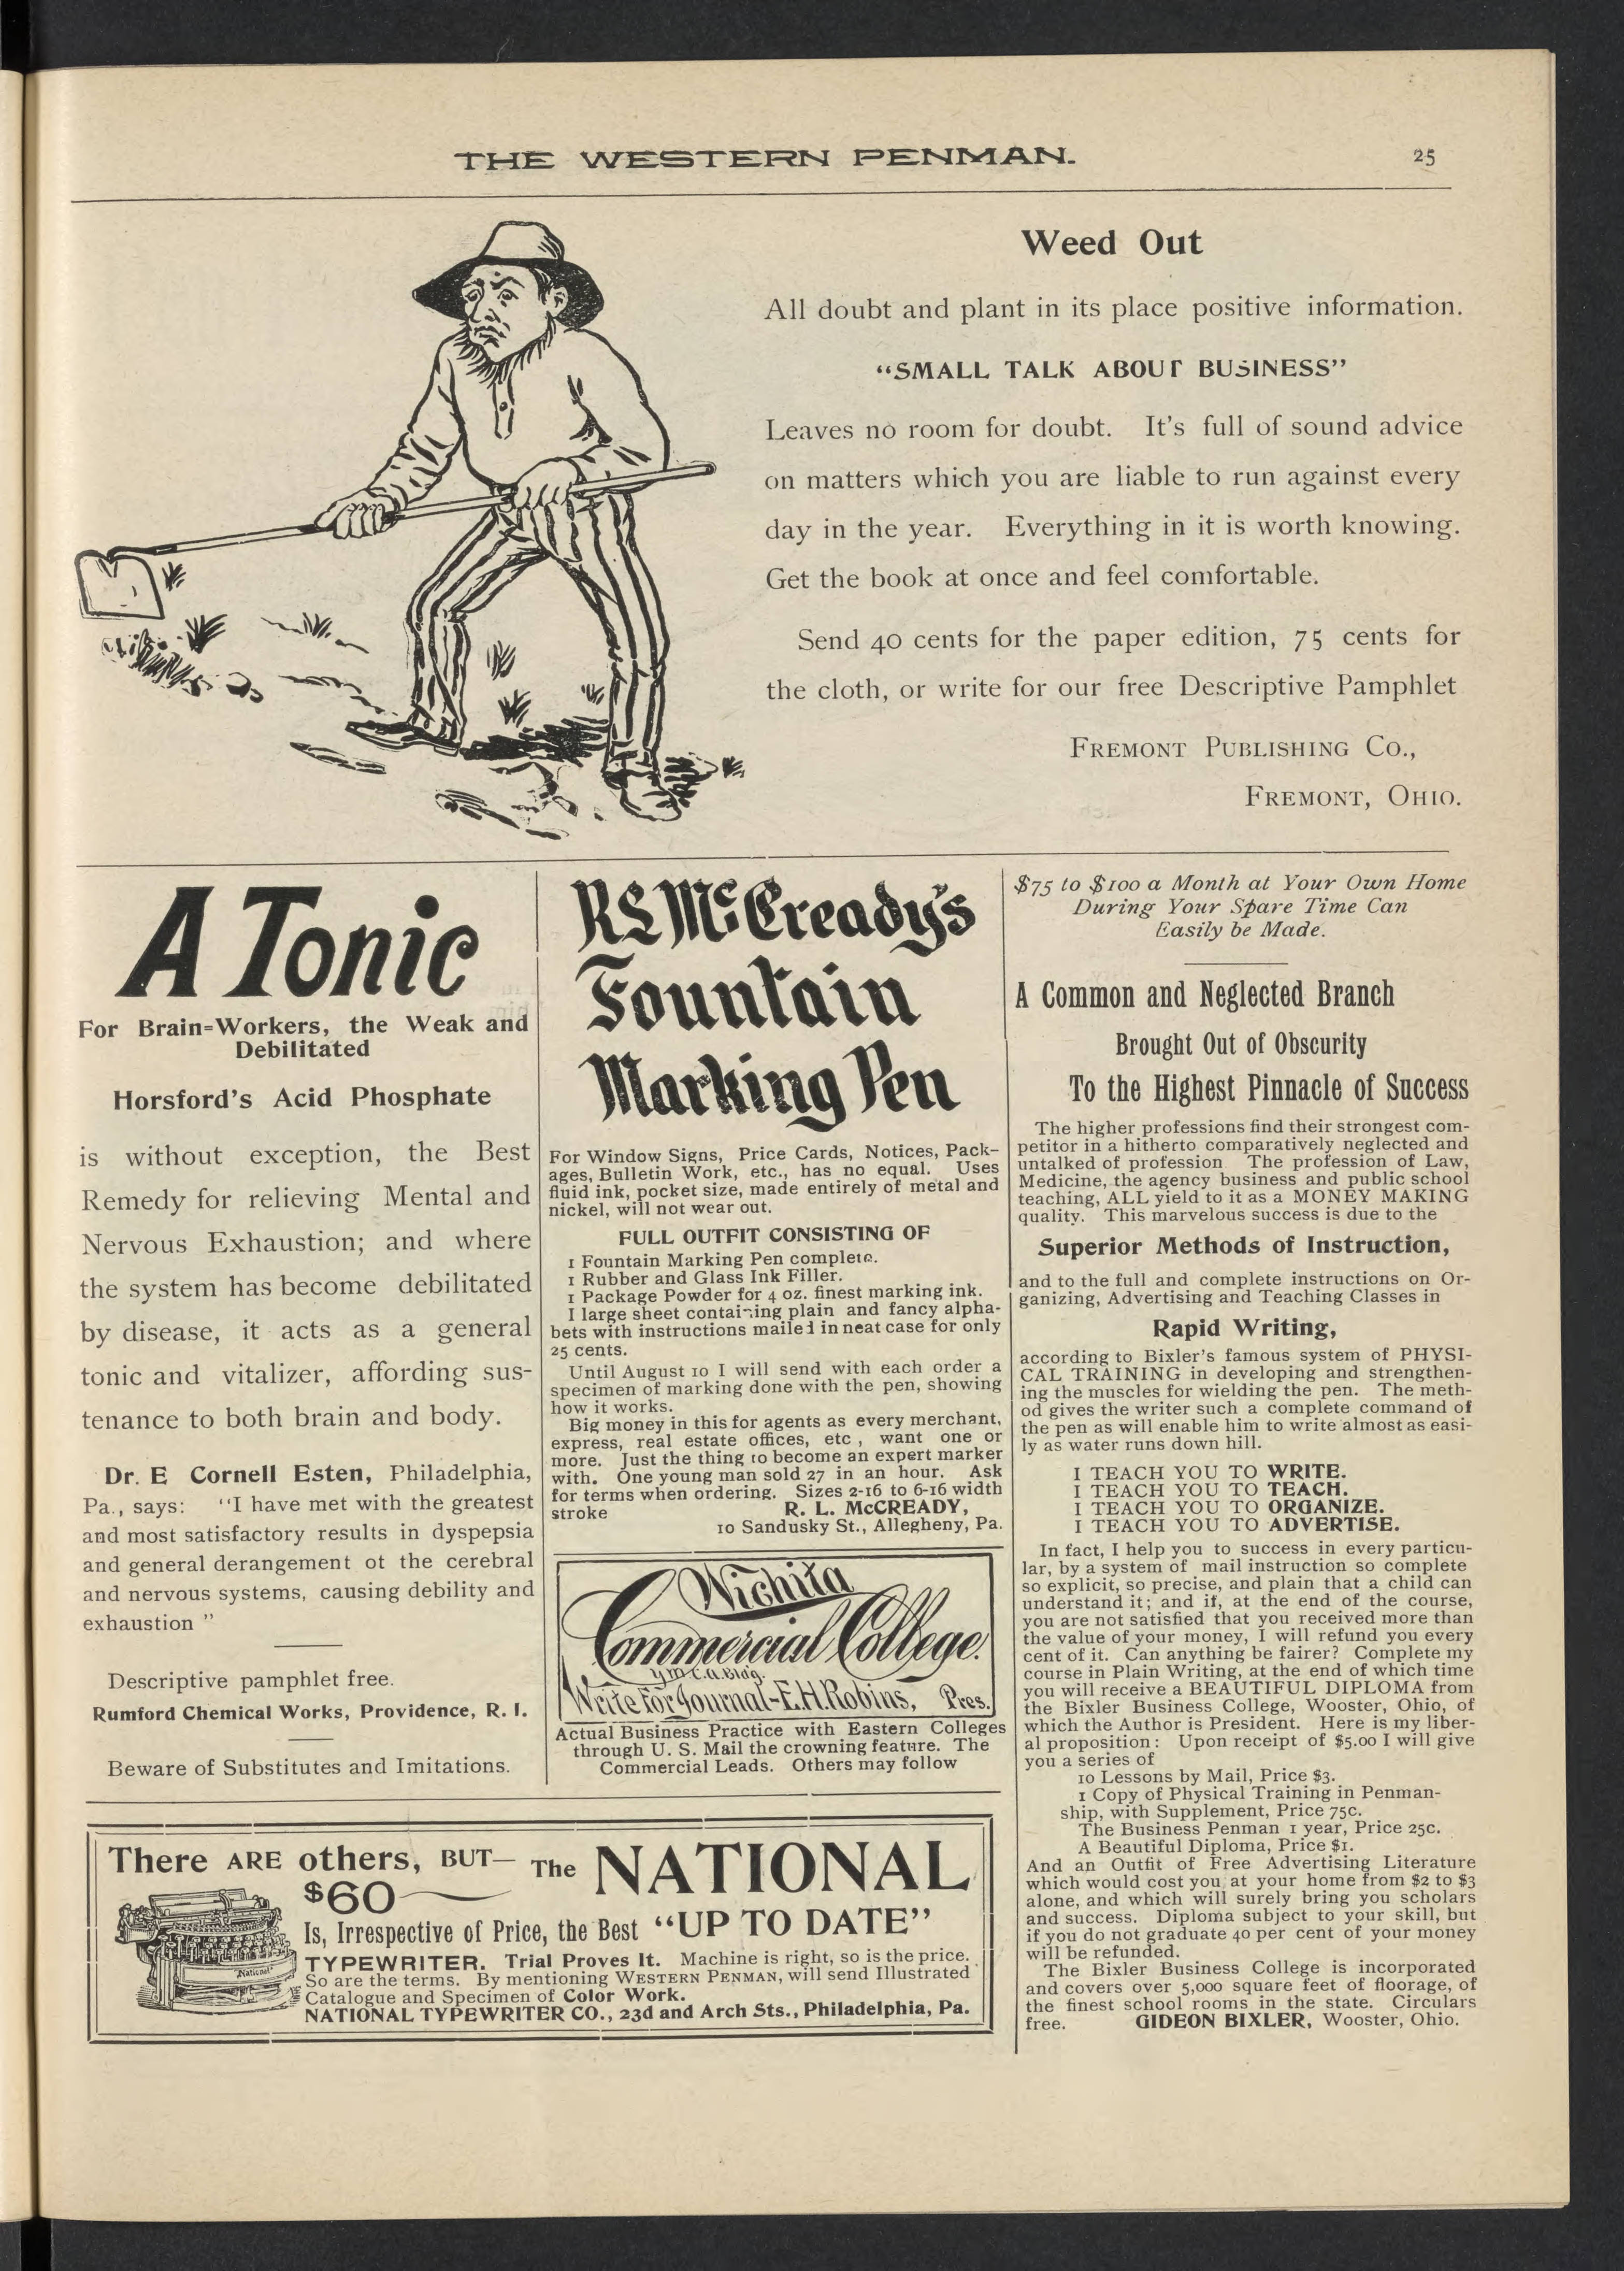 THE WESTERN PENMAN.
25
Weed Out
All doubt and plant in its place positive information.
“SMALL TALK ABOUT BUSINESS”
Leaves no room for doubt. It's full of sound advice
on matters which you are liable to run against every
day in the year. Everything in it is worth knowing.
Get the book at once and feel comfortable.
Send 40 cents for the paper edition, 75 cents for
the cloth, or write for our free Descriptive Pamphlet
FREMONT PUBLISHING CO.,
FREMONT, OHIO.
A Tonic
For Brain=Workers, the Weak and
Debilitated
Horsford's Acid Phosphate
is without exception, the Best
Remedy for relieving Mental and
Nervous Exhaustion; and where
the system has become debilitated
by disease, it acts as a general
tonic and vitalizer, affording sus-
tenance to both brain and body.
Dr. E Cornell Esten, Philadelphia,
Pa., says: "I have met with the greatest
and most satisfactory results in dyspepsia
and general derangement ot the cerebral
and nervous systems, causing debility and
exhaustion "
Descriptive pamphlet free.
Rumford Chemical Works, Providence, R. I.
Beware of Substitutes and Imitations.
R L McCready's
Fountain
Marking Pen
For Window Signs, Price Cards, Notices, Pack-
ages, Bulletin Work, etc., has no equal. Uses
fluid ink, pocket size, made entirely of metal and
nickel, will not wear out.
FULL OUTFIT CONSISTING OF
1 Fountain Marking Pen complete.
1 Rubber and Glass Ink Filler.
1 Package Powder for 4 oz. finest marking ink.
I large sheet containing plain and fancy alpha-
bets with instructions mailed in neat case for only
25 cents.
Until August 10 I will send with each order a
specimen of marking done with the pen, showing
how it works.
Big money in this for agents as every merchant,
express, real estate offices, etc , want one or
more. Just the thing to become an expert marker
with. One young man sold 27 in an hour. Ask
for terms when ordering. Sizes 2-16 to 6-16 width
stroke R. L. McCREADY,
10 Sandusky St., Allegheny, Pa.
Wichita
Commercial College.
Y.M.C.A. Bldg.
Write for Journal-E.H. Robins, Pres.
Actual Business Practice with Eastern Colleges
through U. S. Mail the crowning feature. The
Commercial Leads. Others may follow
There ARE others, BUT— The NATIONAL
$60
Is, Irrespective of Price, the Best “UP TO DATE”
TYPEWRITER. Trial Proves It. Machine is right, so is the price.
So are the terms. By mentioning WESTERN PENMAN, will send Illustrated
Catalogue and Specimen of Color Work.
NATIONAL TYPEWRITER CO., 23d and Arch Sts., Philadelphia, Pa.
"National"
$75 to $100 a Month at Your Own Home
During Your Spare Time Can
Easily be Made.
A Common and Neglected Branch
Brought Out of Obscurity
To the Highest Pinnacle of Success
The higher professions find their strongest com-
petitor in a hitherto comparatively neglected and
untalked of profession The profession of Law,
Medicine, the agency business and public school
teaching, ALL yield to it as a MONEY MAKING
quality. This marvelous success is due to the
Superior Methods of Instruction,
and to the full and complete instructions on Or-
ganizing, Advertising and Teaching Classes in
Rapid Writing,
according to Bixler's famous system of PHYSI-
CAL TRAINING in developing and strengthen-
ing the muscles for wielding the pen. The meth-
od gives the writer such a complete command of
the pen as will enable him to write almost as easi-
ly as water runs down hill.
I TEACH YOU TO WRITE.
I TEACH YOU TO TEACH.
I TEACH YOU TO ORGANIZE.
I TEACH YOU TO ADVERTISE.
In fact, I help you to success in every particu-
lar, by a system of mail instruction so complete
so explicit, so precise, and plain that a child can
understand it; and if, at the end of the course,
you are not satisfied that you received more than
the value of your money, I will refund you every
cent of it. Can anything be fairer? Complete my
course in Plain Writing, at the end of which time
you will receive a BEAUTIFUL DIPLOMA from
the Bixler Business College, Wooster, Ohio, of
which the Author is President. Here is my liber-
al proposition: Upon receipt of $5.00 I will give
you a series of
10 Lessons by Mail, Price $3.
1 Copy of Physical Training in Penman-
ship, with Supplement, Price 75c.
The Business Penman 1 year, Price 25c.
A Beautiful Diploma, Price $1.
And an Outfit of Free Advertising Literature
which would cost you at your home from $2 to $3
alone, and which will surely bring you scholars
and success. Diploma subject to your skill, but
if you do not graduate 40 per cent of your money
will be refunded.
The Bixler Business College is incorporated
and covers over 5,000 square feet of floorage, of
the finest school rooms in the state. Circulars
free. GIDEON BIXLER, Wooster, Ohio.